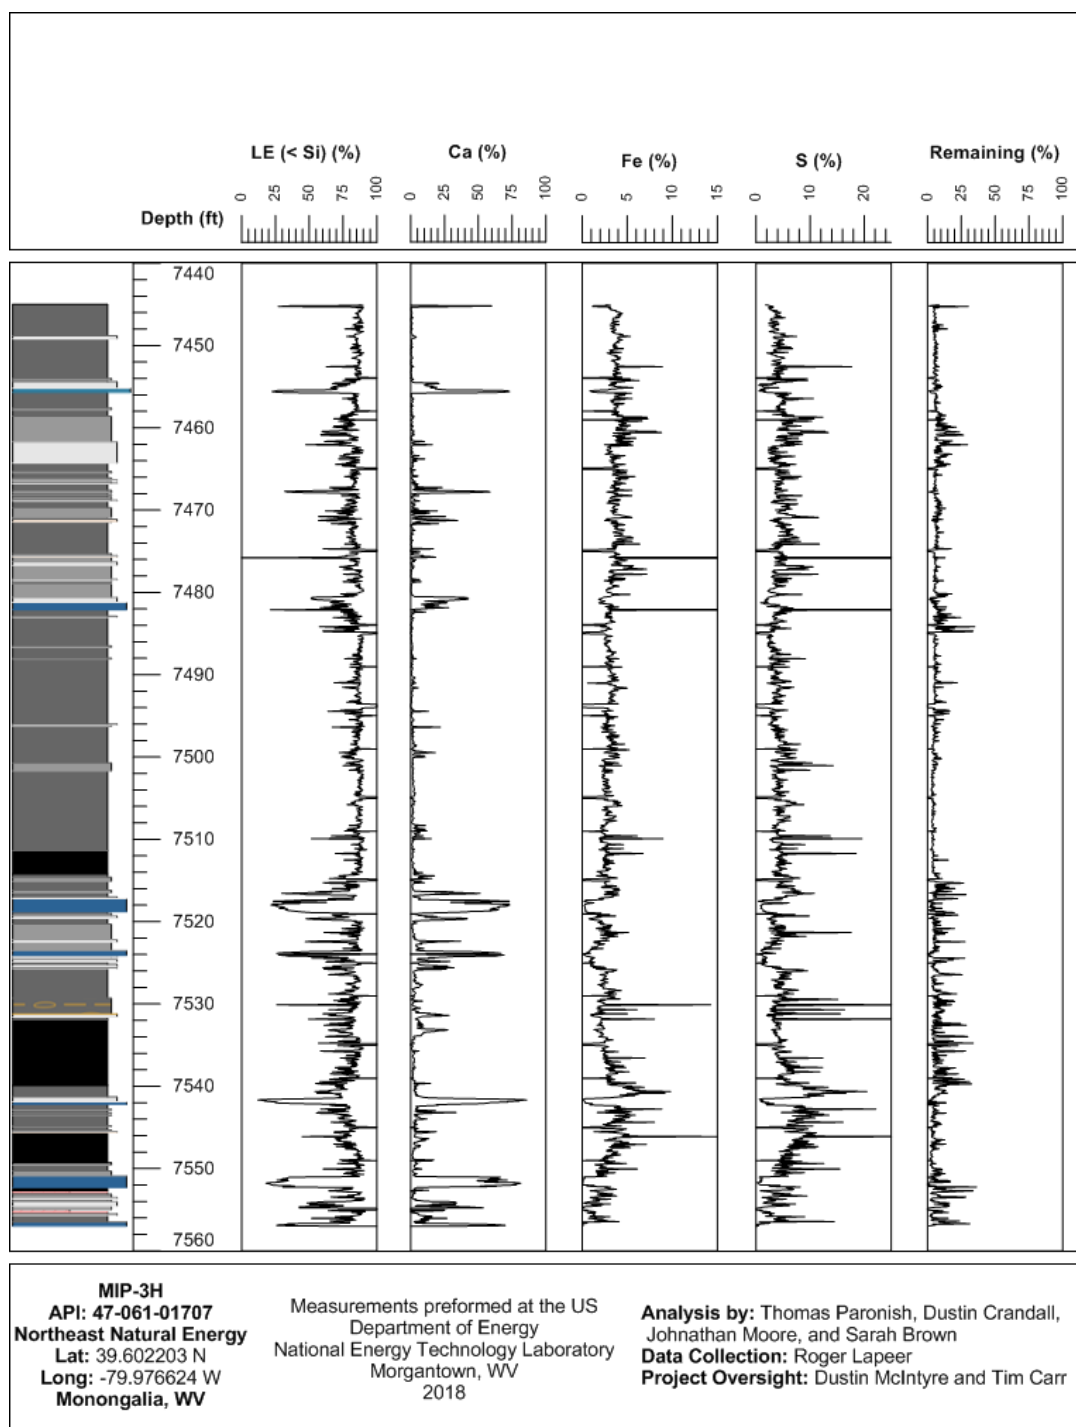 LE (< Si) (%) Ca (%) Fe (%) S (%) Remaining (%)
0 25 50 75 100 0 25 50 75 100 0 5 10 15 0 10 20 0 25 50 75 100
Depth (ft)
7440
7450
7460
7470
7480
7490
7500
7510
7520
7530
7540
7550
7560
MIP-3H
API: 47-061-01707
Northeast Natural Energy
Lat: 39.602203 N
Long: -79.976624 W
Monongalia, WV
Measurements preformed at the US
Department of Energy
National Energy Technology Laboratory
Morgantown, WV
2018
Analysis by: Thomas Paronish, Dustin Crandall,
Johnathan Moore, and Sarah Brown
Data Collection: Roger Lapeer
Project Oversight: Dustin McIntyre and Tim Carr